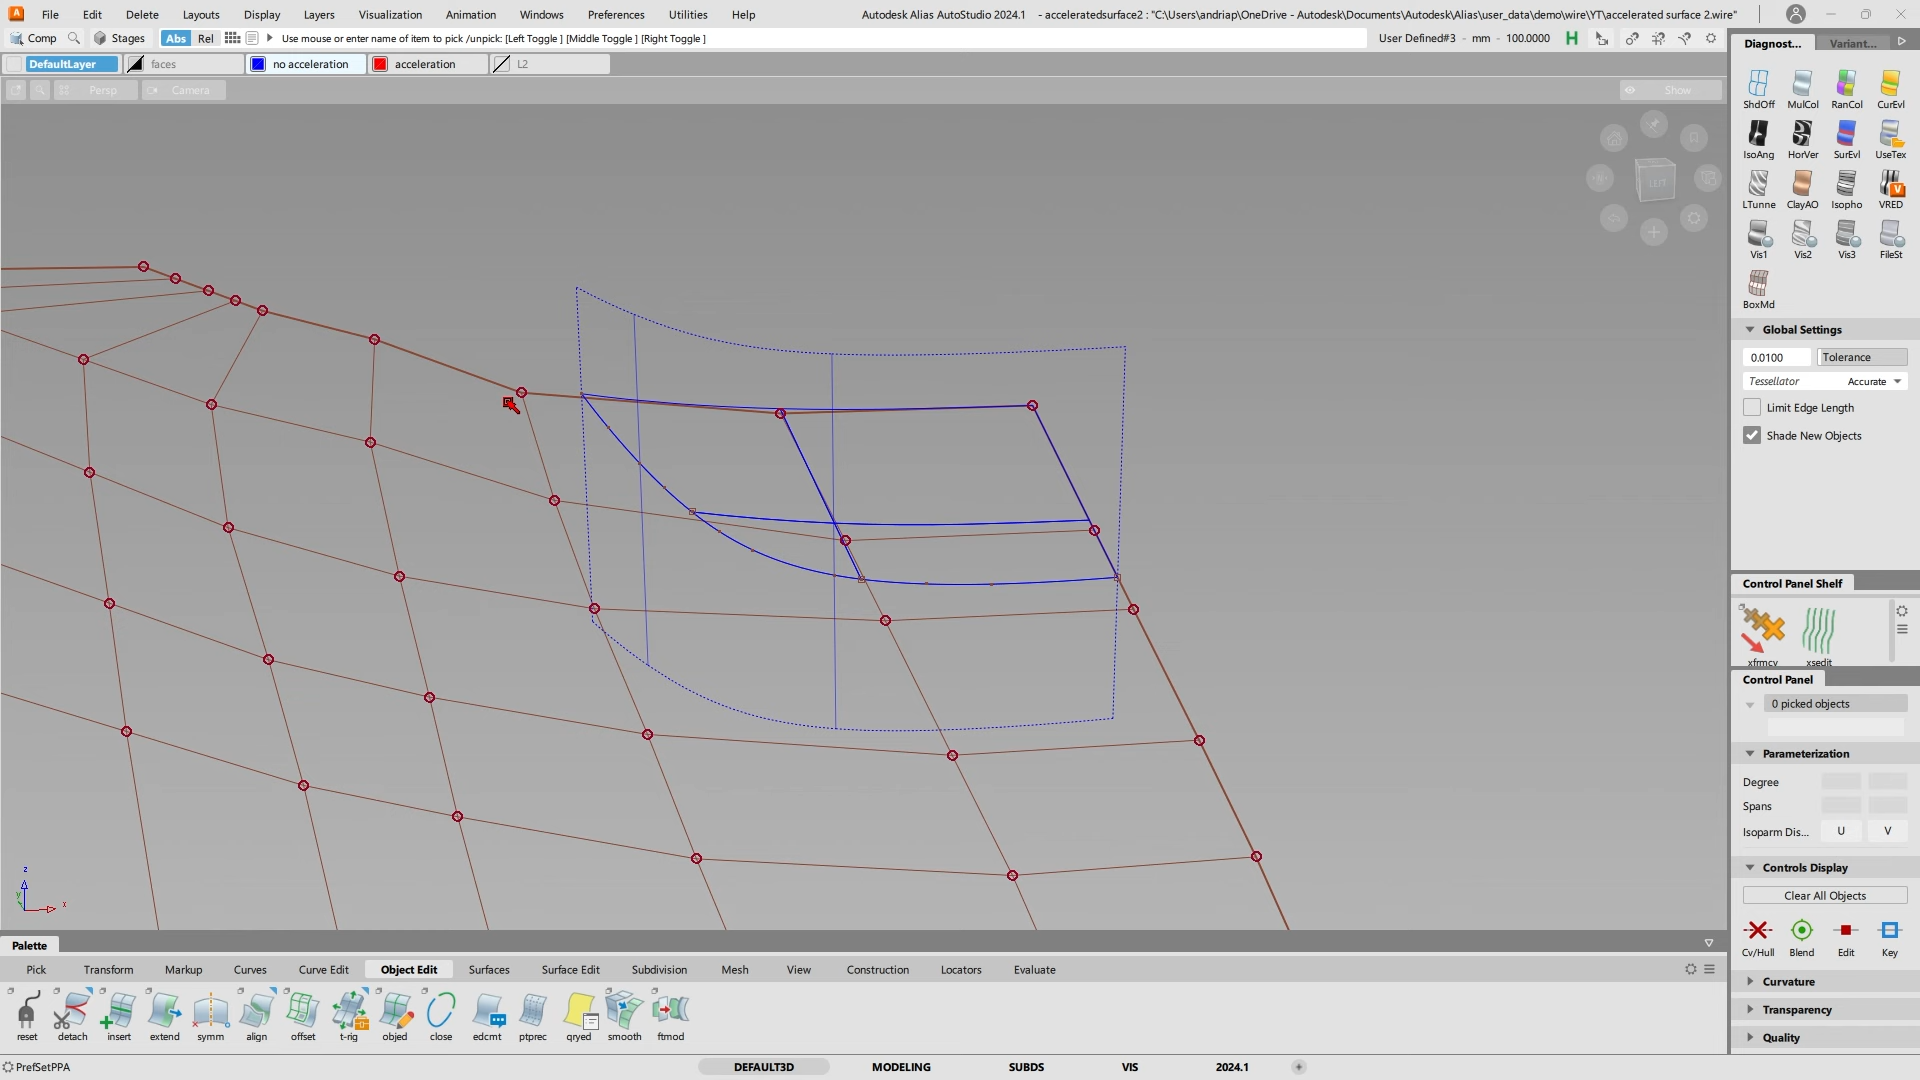 File Edit Delete Layouts Display Layers Visualization Animation Windows Preferences Utilities Help Autodesk Alias AutoStudio 2024.1 - acceleratedsurface2 : "C:\Users\andriap\OneDrive - Autodesk\Documents\Autodesk\Alias\user_data\demo\wire\YT\accelerated surface 2.wire"
Comp Stages Abs Rel Use mouse or enter name of item to pick /unpick: [Left Toggle ] [Middle Toggle ] [Right Toggle ] User Defined#3 - mm - 100.0000 H
DefaultLayer faces no acceleration acceleration L2
Persp Camera Show
LEFT
z
y
x
Diagnost... Variant...
ShdOff MulCol RanCol CurEvl
IsoAng HorVer SurEvl UseTex
LTunne ClayAO Isopho VRED
Vis1 Vis2 Vis3 FileSt
BoxMd
Global Settings
0.0100 Tolerance
Tessellator Accurate
Limit Edge Length
Shade New Objects
Control Panel Shelf
xfrmcv xsedit
Control Panel
0 picked objects
Parameterization
Degree
Spans
Isoparm Dis... U V
Controls Display
Clear All Objects
Cv/Hull Blend Edit Key
Curvature
Transparency
Quality
Palette
Pick Transform Markup Curves Curve Edit Object Edit Surfaces Surface Edit Subdivision Mesh View Construction Locators Evaluate
reset detach insert extend symm align offset t-rig objed close edcmt ptprec qryed smooth ftmod
PrefSetPPA DEFAULT3D MODELING SUBDS VIS 2024.1